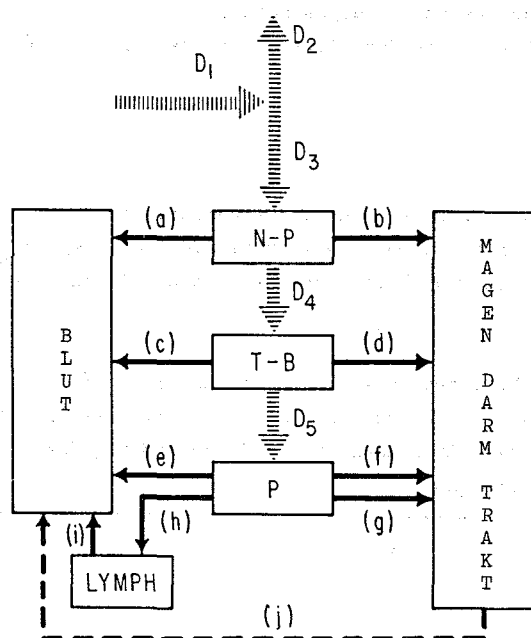 D2
D1
D3
(a)
(b)
N-P
D4
(c)
(d)
T-B
D5
(e)
(f)
P
(h)
(g)
(i)
LYMPH
(j)
BLUT
MAGEN DARM TRAKT